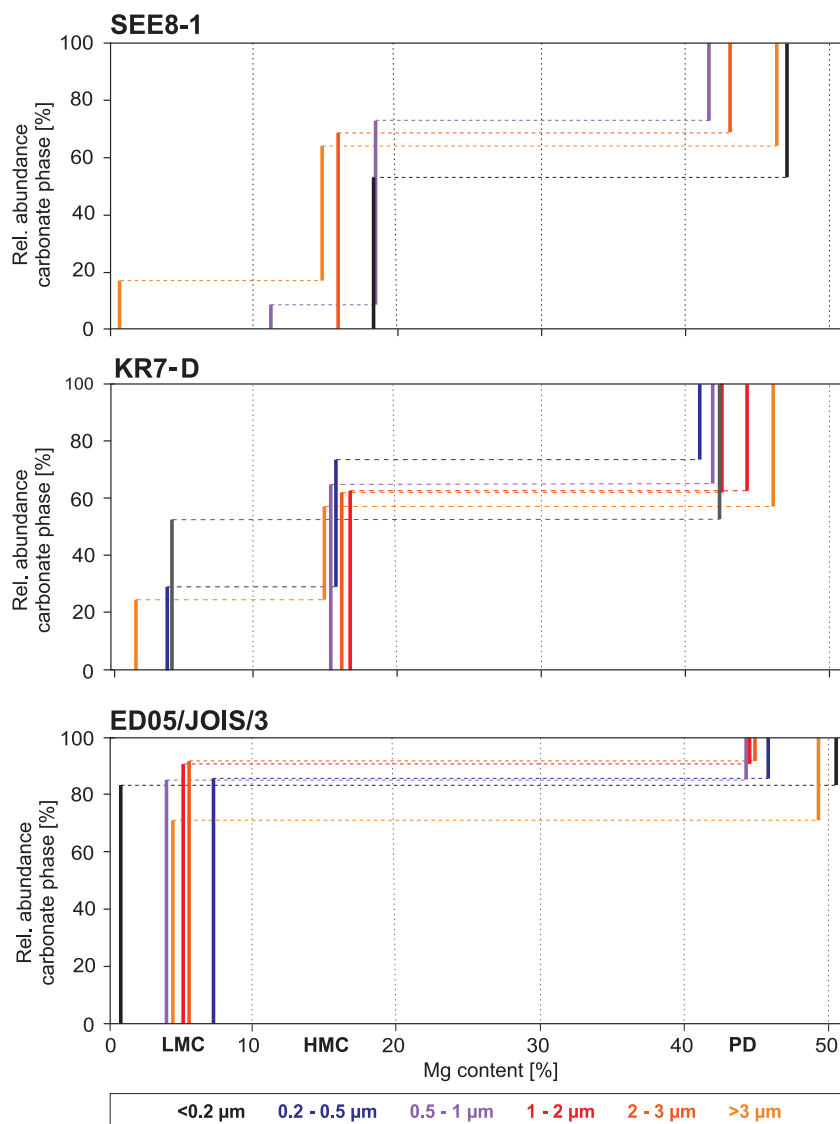 SEE8-1
100
80
60
40
20
0
Rel. abundance
carbonate phase [%]
KR7-D
100
80
60
40
20
0
Rel. abundance
carbonate phase [%]
ED05/JOIS/3
100
80
60
40
20
0
Rel. abundance
carbonate phase [%]
0 LMC 10 HMC 20 30 40 PD 50
Mg content [%]
<0.2 µm 0.2 - 0.5 µm 0.5 - 1 µm 1 - 2 µm 2 - 3 µm >3 µm